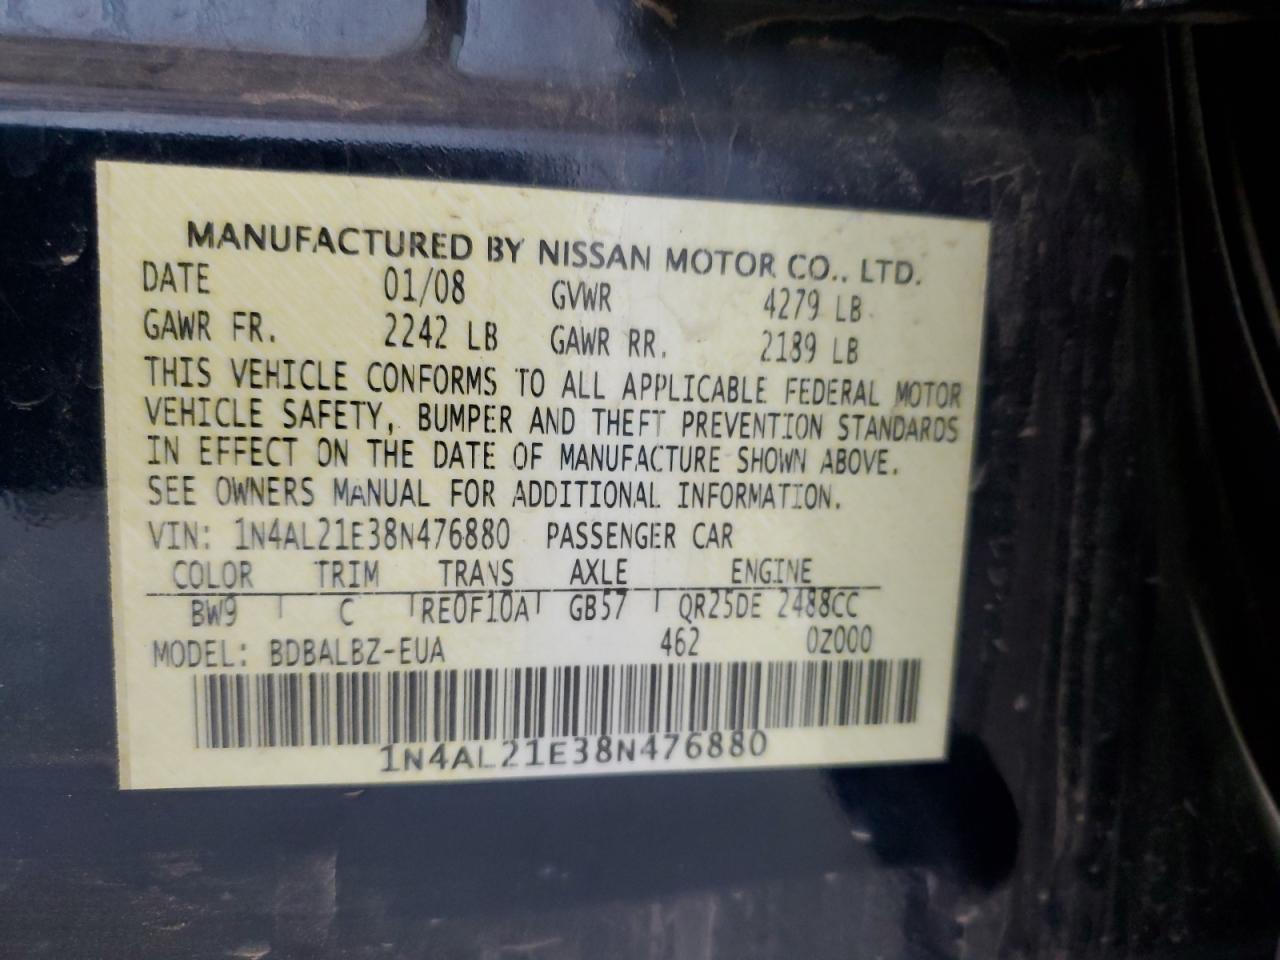 MANUFACTURED BY NISSAN MOTOR CO., LTD.
DATE 01/08 GVWR 4279 LB
GAWR FR. 2242 LB GAWR RR. 2189 LB
THIS VEHICLE CONFORMS TO ALL APPLICABLE FEDERAL MOTOR
VEHICLE SAFETY, BUMPER AND THEFT PREVENTION STANDARDS
IN EFFECT ON THE DATE OF MANUFACTURE SHOWN ABOVE.
SEE OWNERS MANUAL FOR ADDITIONAL INFORMATION.
VIN: 1N4AL21E38N476880 PASSENGER CAR
COLOR TRIM TRANS AXLE ENGINE
BW9 C RE0F10A GB57 QR25DE 2488CC
MODEL: BDBALBZ-EUA 462 0Z000
1N4AL21E38N476880